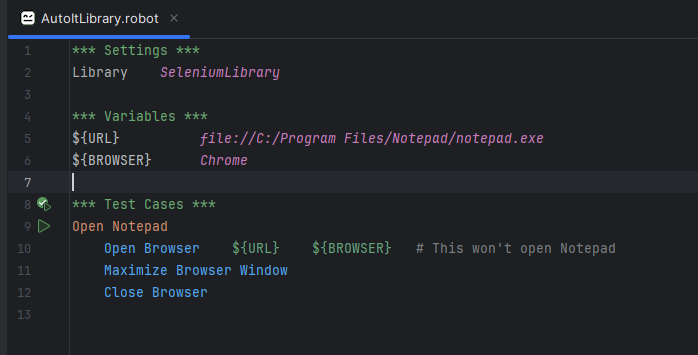 AutoItLibrary.robot ×
1 *** Settings ***
2 Library    SeleniumLibrary
3
4 *** Variables ***
5 ${URL}          file://C:/Program Files/Notepad/notepad.exe
6 ${BROWSER}      Chrome
7
8 *** Test Cases ***
9 Open Notepad
10     Open Browser    ${URL}    ${BROWSER}   # This won't open Notepad
11     Maximize Browser Window
12     Close Browser
13